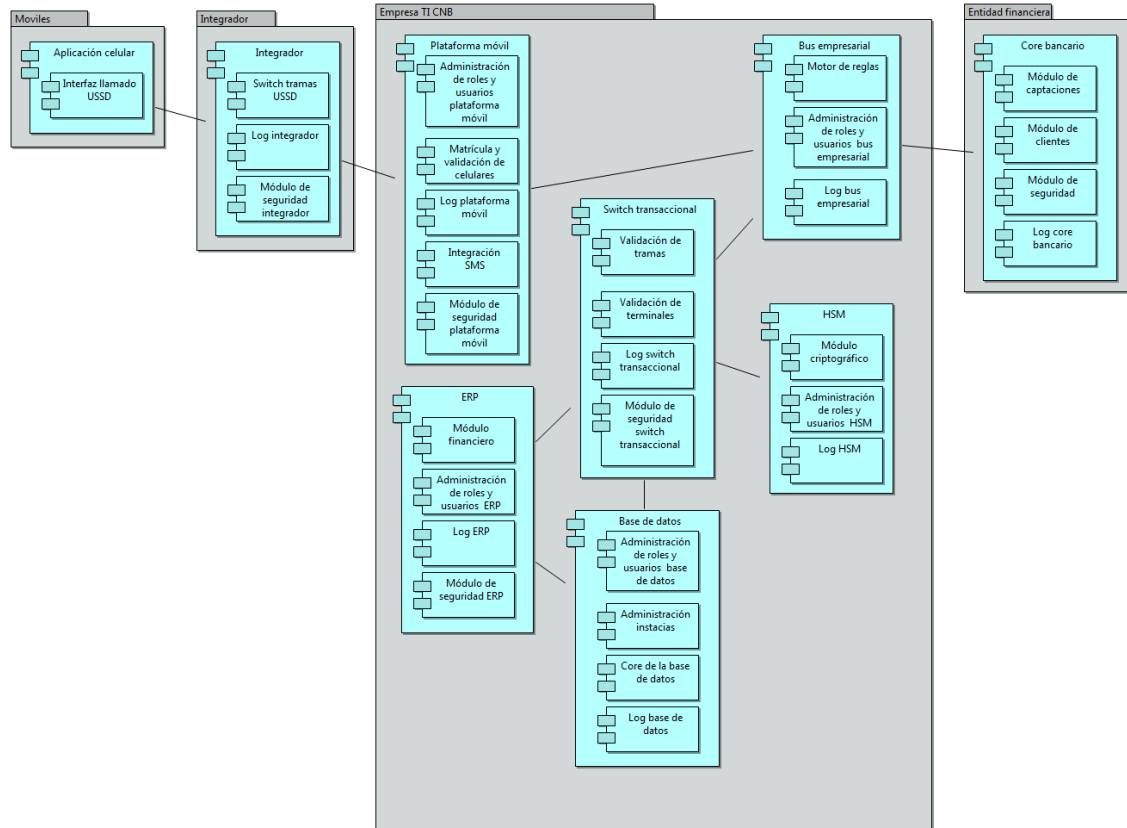 Moviles
Aplicación celular
Interfaz llamado
USSD
Integrador
Integrador
Switch tramas
USSD
Log integrador
Módulo de
seguridad
integrador
Empresa TI CNB
Plataforma móvil
Administración
de roles y
usuarios
plataforma
móvil
Matrícula y
validación de
celulares
Log plataforma
móvil
Integración
SMS
Módulo de
seguridad
plataforma
móvil
Bus empresarial
Motor de reglas
Administración
de roles y
usuarios bus
empresarial
Log bus
empresarial
Switch transaccional
Validación de
tramas
Validación de
terminales
Log switch
transaccional
Módulo de
seguridad
switch
transaccional
HSM
Módulo
criptográfico
Administración
de roles y
usuarios HSM
Log HSM
ERP
Módulo
financiero
Administración
de roles y
usuarios ERP
Log ERP
Módulo de
seguridad ERP
Base de datos
Administración
de roles y
usuarios base
de datos
Administración
instacias
Core de la base
de datos
Log base de
datos
Entidad financiera
Core bancario
Módulo de
captaciones
Módulo de
clientes
Módulo de
seguridad
Log core
bancario